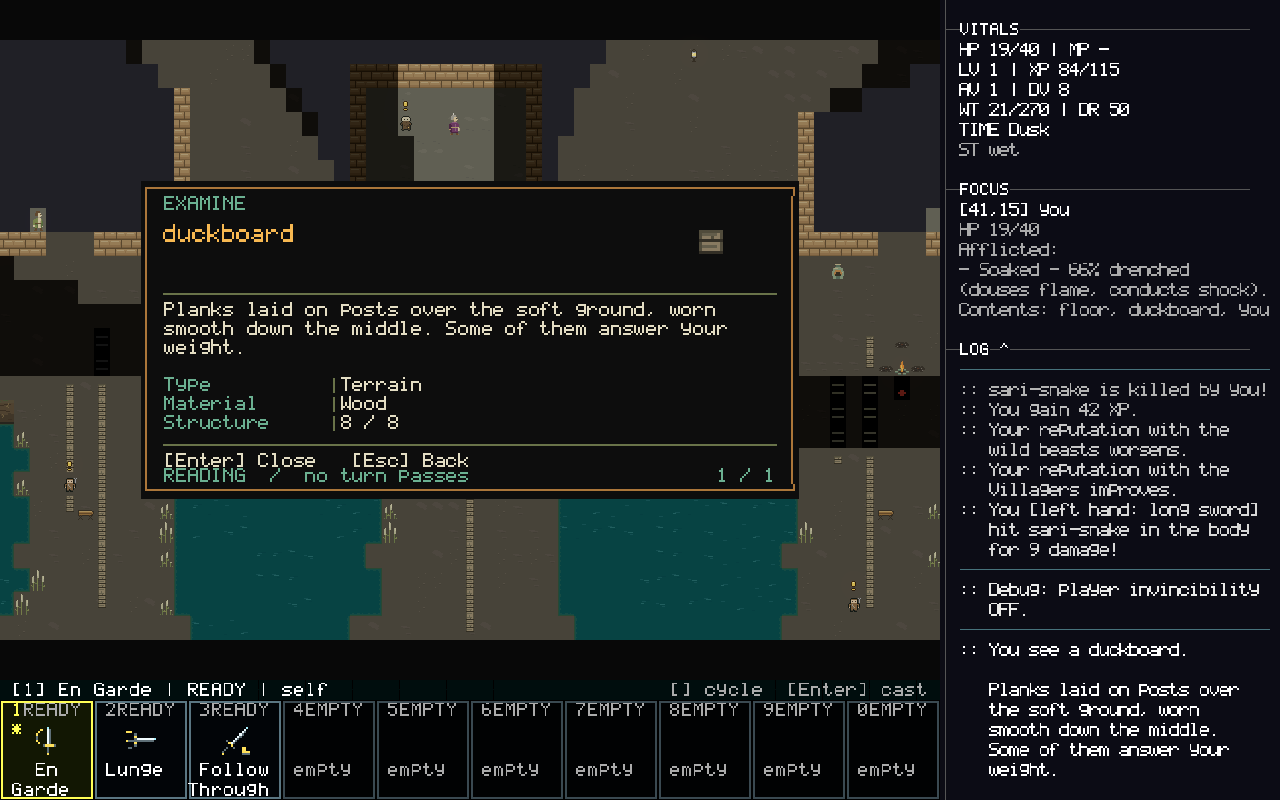 VITALS
HP 19/40 | MP -
LV 1 | XP 84/115
AV 1 | DV 8
WT 21/270 | DR 50
TIME Dusk
ST wet
FOCUS
[41,15] You
HP 19/40
Afflicted:
- Soaked - 66% drenched
(douses flame, conducts shock).
Contents: floor, duckboard, You
LOG ^
:: sari-snake is killed by You!
:: You gain 42 XP.
:: Your rePutation with the
wild beasts worsens.
:: Your rePutation with the
Villagers imProves.
:: You [left hand: long sword]
hit sari-snake in the body
for 9 damage!
:: Debug: Player invincibility
OFF.
:: You see a duckboard.
Planks laid on Posts over
the soft ground, worn
smooth down the middle.
Some of them answer Your
weight.
EXAMINE
duckboard
Planks laid on Posts over the soft ground, worn
smooth down the middle. Some of them answer Your
weight.
Type | Terrain
Material | Wood
Structure | 8 / 8
[Enter] Close [Esc] Back
READING / no turn Passes 1 / 1
[1] En Garde | READY | self [] cycle [Enter] cast
1READY 2READY 3READY 4EMPTY 5EMPTY 6EMPTY 7EMPTY 8EMPTY 9EMPTY 0EMPTY
*
En Garde Lunge Follow Through emPty emPty emPty emPty emPty emPty emPty